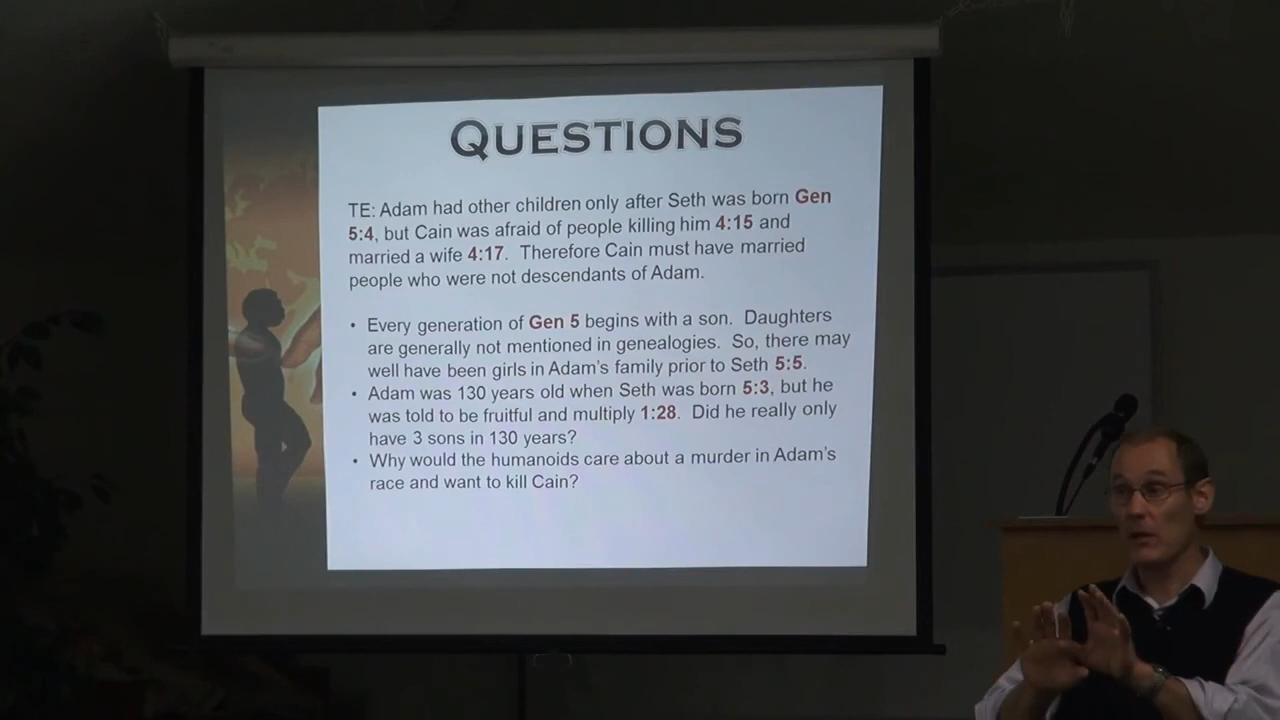 QUESTIONS
TE: Adam had other children only after Seth was born Gen
5:4, but Cain was afraid of people killing him 4:15 and
married a wife 4:17. Therefore Cain must have married
people who were not descendants of Adam.
• Every generation of Gen 5 begins with a son. Daughters
are generally not mentioned in genealogies. So, there may
well have been girls in Adam's family prior to Seth 5:5.
• Adam was 130 years old when Seth was born 5:3, but he
was told to be fruitful and multiply 1:28. Did he really only
have 3 sons in 130 years?
• Why would the humanoids care about a murder in Adam's
race and want to kill Cain?